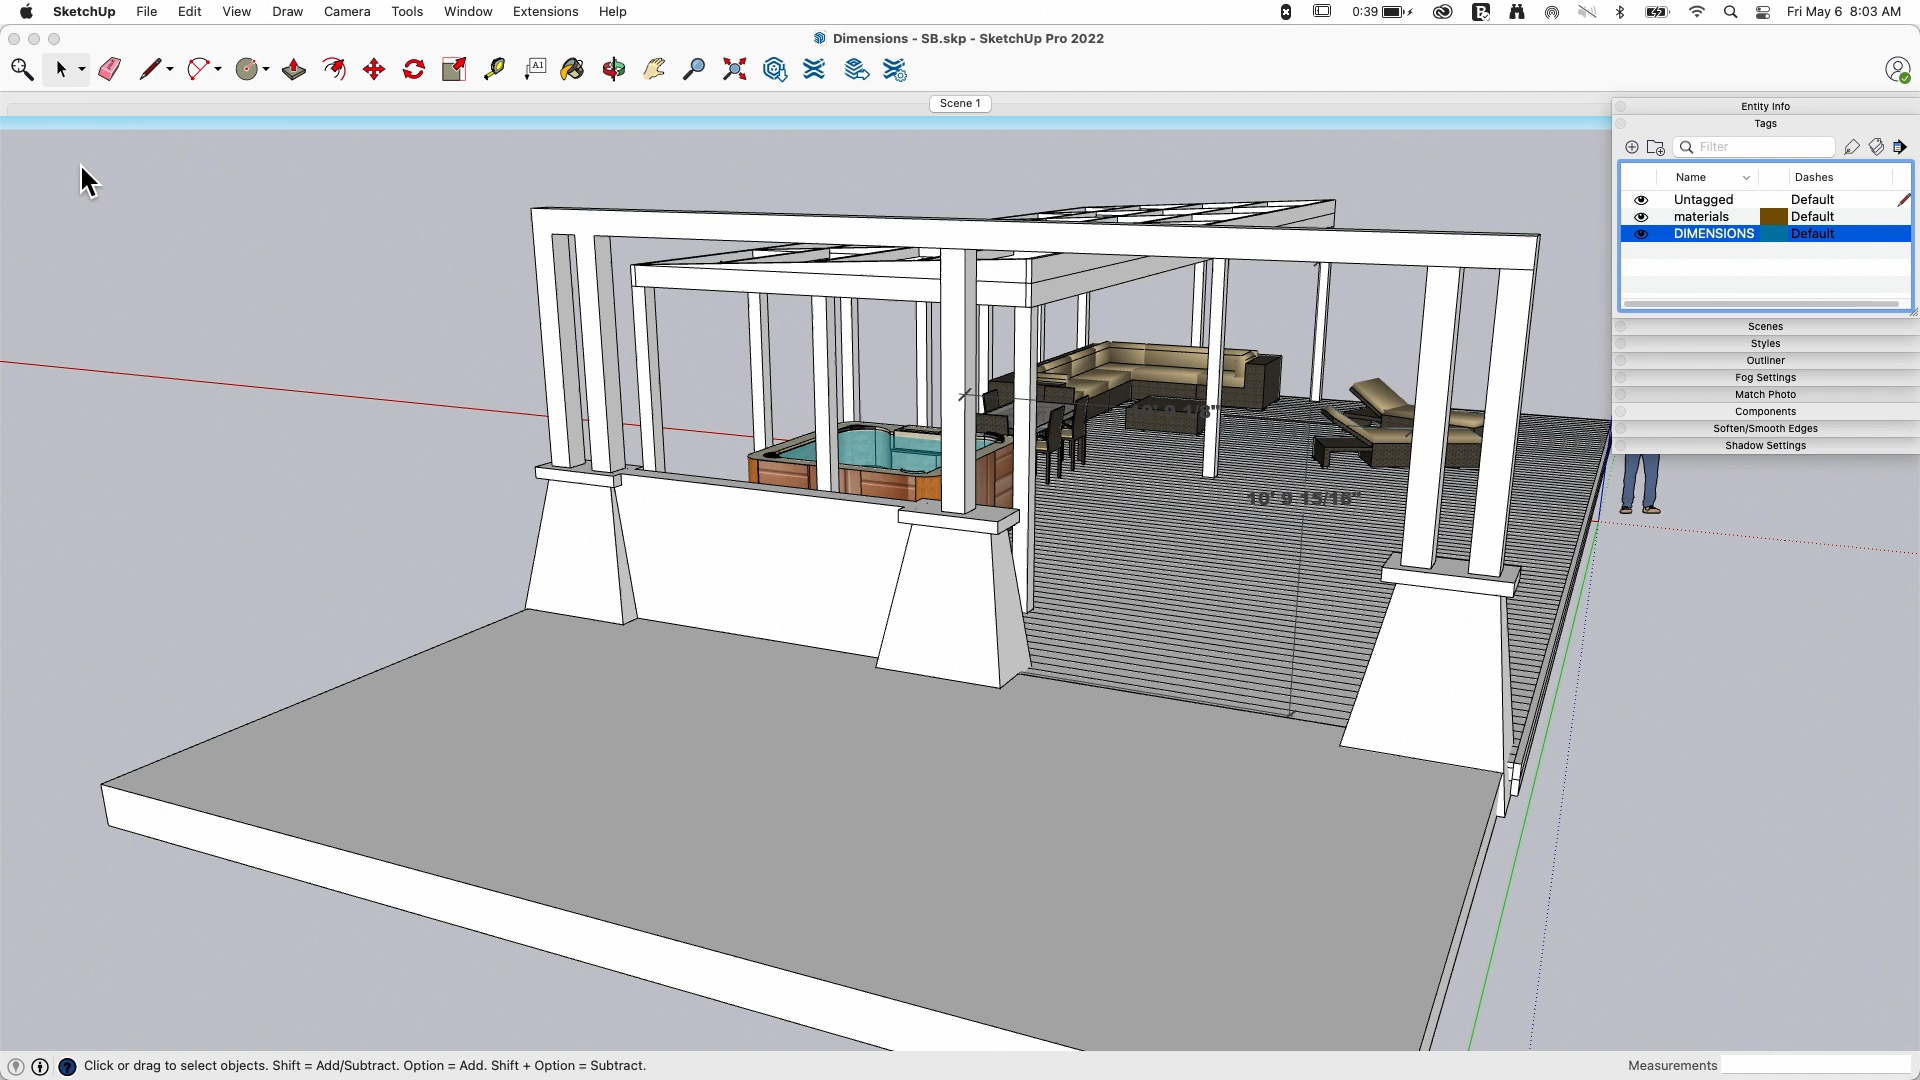 SketchUp File Edit View Draw Camera Tools Window Extensions Help 0:39 Fri May 6 8:03 AM
Dimensions - SB.skp - SketchUp Pro 2022
A1
Scene 1
Entity Info
Tags
Filter
Name Dashes
Untagged Default
materials Default
DIMENSIONS Default
Scenes
Styles
Outliner
Fog Settings
Match Photo
Components
Soften/Smooth Edges
Shadow Settings
10' 9 15/16"
Click or drag to select objects. Shift = Add/Subtract. Option = Add. Shift + Option = Subtract.
Measurements